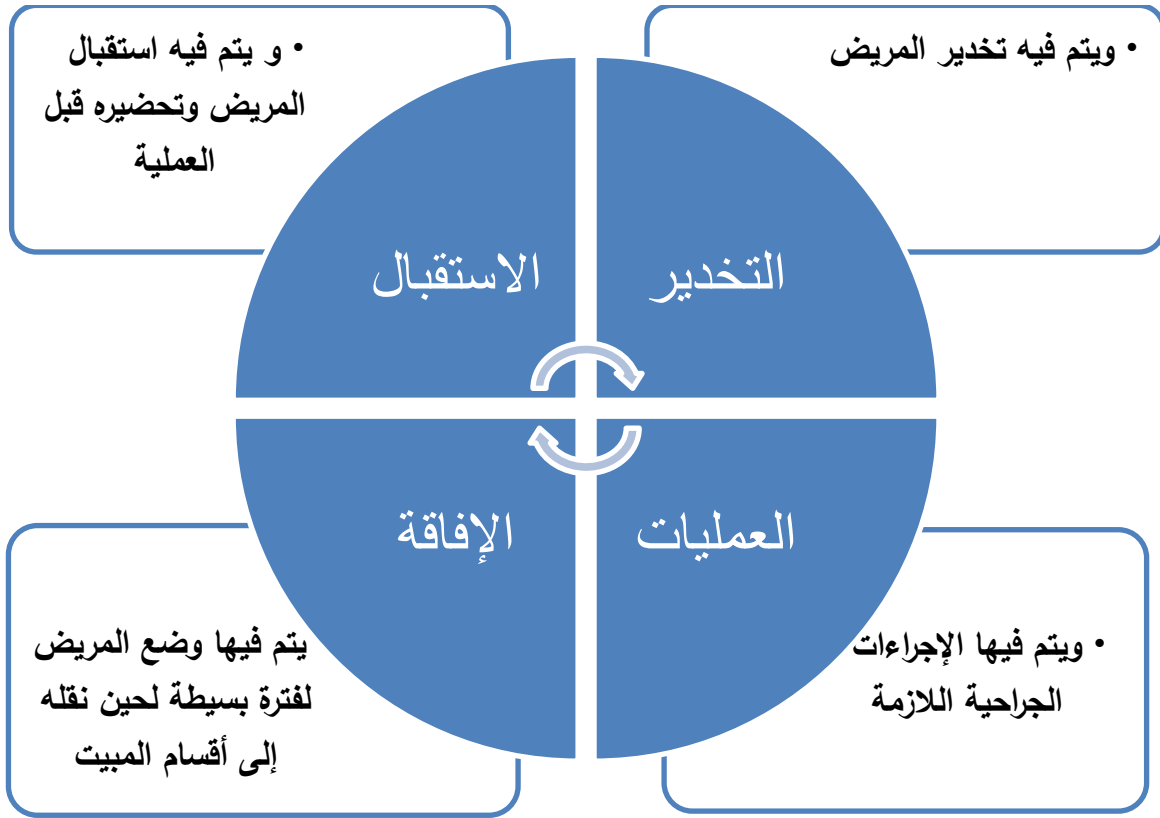 • ويتم فيه تخدير المريض
• و يتم فيه استقبال
المريض وتحضيره قبل
العملية
التخدير
الاستقبال
العمليات
الإفاقة
• ويتم فيها الإجراءات
الجراحية اللازمة
يتم فيها وضع المريض
لفترة بسيطة لحين نقله
إلى أقسام المبيت